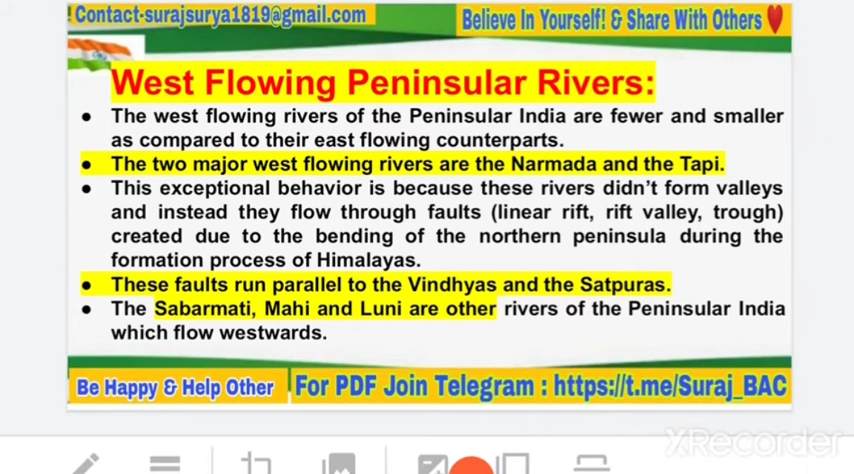 ! Contact-surajsurya1819@gmail.com
Believe In Yourself! & Share With Others
West Flowing Peninsular Rivers:
● The west flowing rivers of the Peninsular India are fewer and smaller
as compared to their east flowing counterparts.
● The two major west flowing rivers are the Narmada and the Tapi.
● This exceptional behavior is because these rivers didn't form valleys
and instead they flow through faults (linear rift, rift valley, trough)
created due to the bending of the northern peninsula during the
formation process of Himalayas.
● These faults run parallel to the Vindhyas and the Satpuras.
● The Sabarmati, Mahi and Luni are other rivers of the Peninsular India
which flow westwards.
Be Happy & Help Other
For PDF Join Telegram : https://t.me/Suraj_BAC
XRecorder